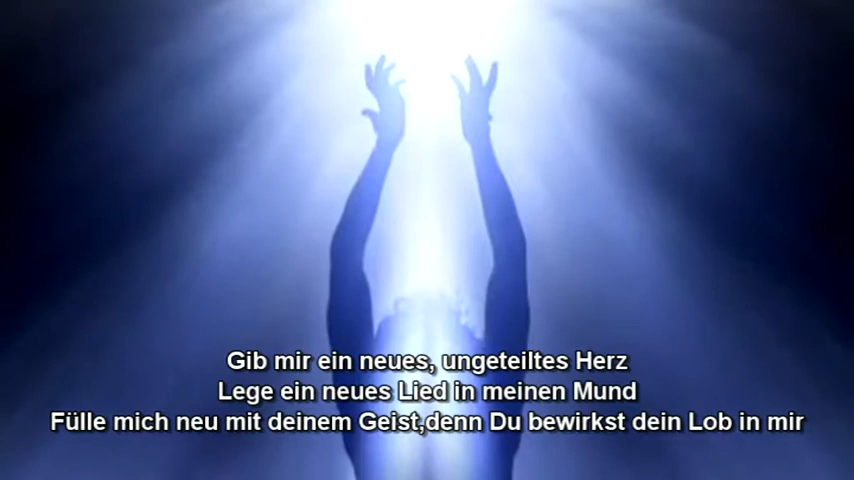 Gib mir ein neues, ungeteiltes Herz
Lege ein neues Lied in meinen Mund
Fülle mich neu mit deinem Geist,denn Du bewirkst dein Lob in mir